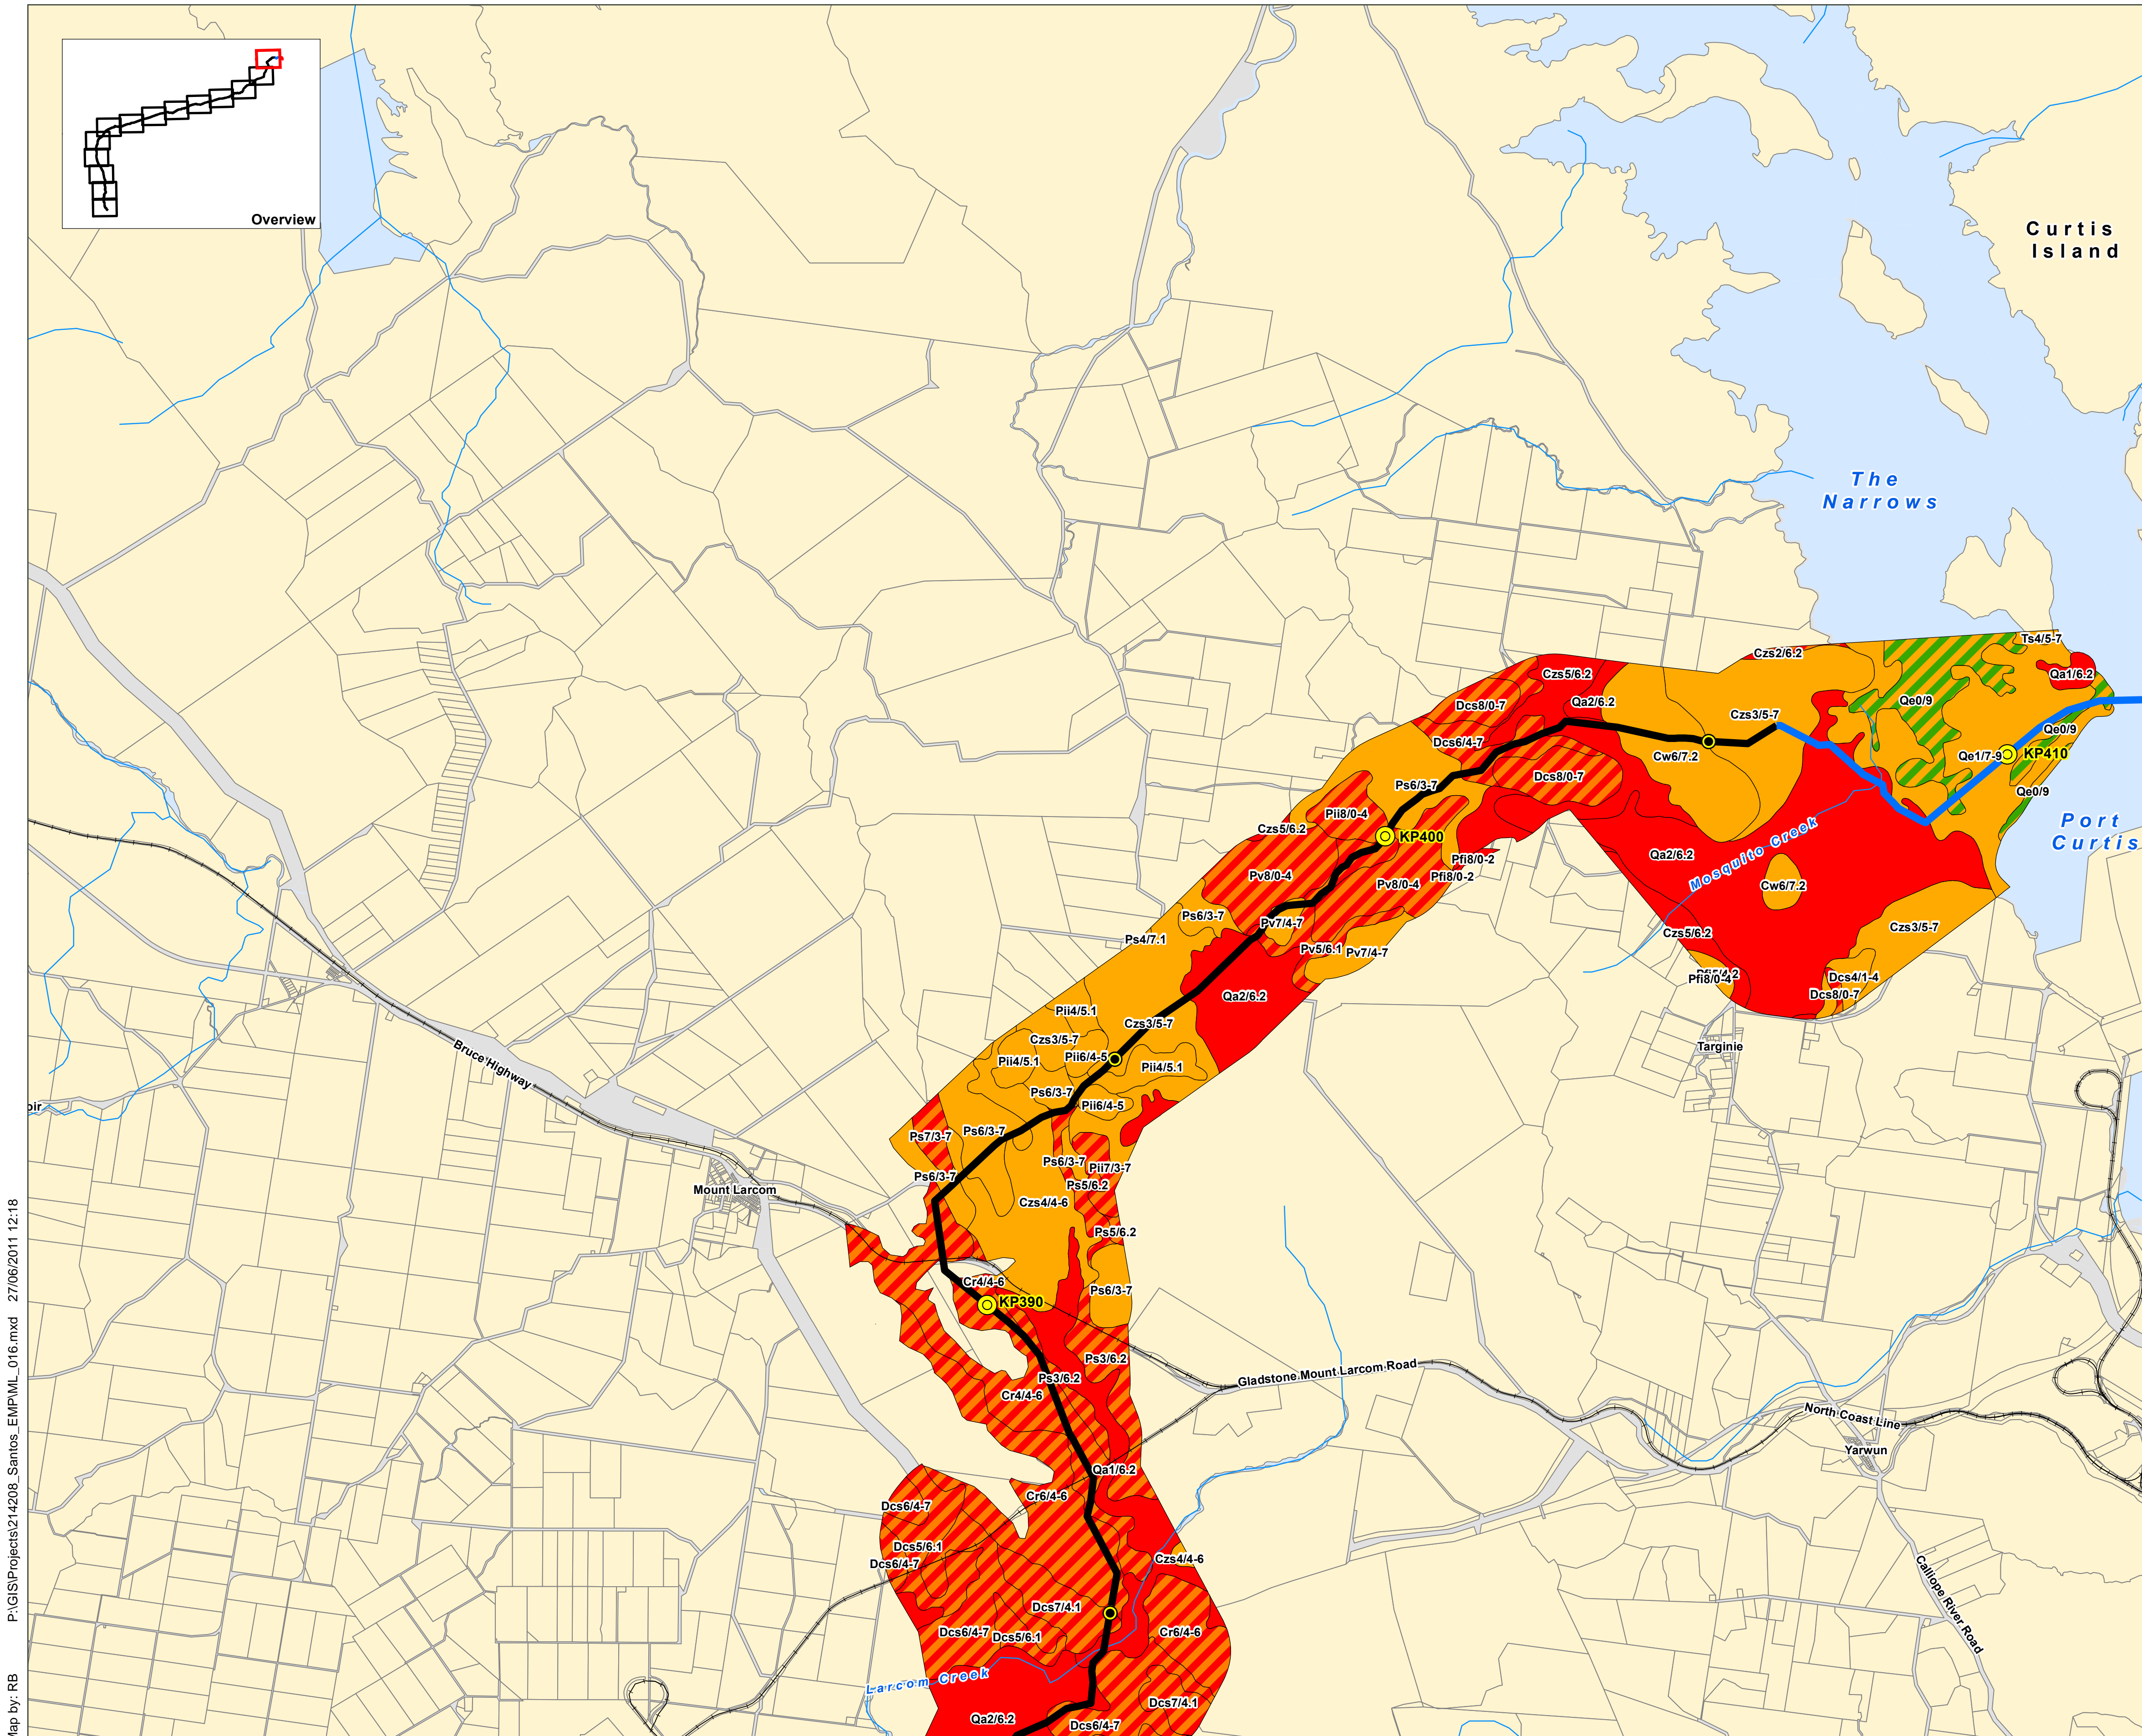 Overview
Curtis
Island
The
Narrows
Ts4/5-7
Czs2/6.2
Czs5/6.2
Qa1/6.2
Qa2/6.2
Dcs8/0-7
Qe0/9
Czs3/5-7
Qe0/9
Dcs6/4-7
Cw6/7.2
Qe1/7-9
KP410
Dcs8/0-7
Ps6/3-7
Qe0/9
Pii8/0-4
Port
Curtis
Czs5/6.2
KP400
Mosquito Creek
Qa2/6.2
Pfi8/0-2
Pv8/0-4
Pfi8/0-2
Pv8/0-4
Cw6/7.2
Ps6/3-7
Pv7/4-7
Czs3/5-7
Czs5/6.2
Ps4/7.1
Pv5/6.1
Pv7/4-7
Pfi8/0-4
Dcs4/1-4
Qa2/6.2
Dcs8/0-7
Pii4/5.1
Czs3/5-7
Czs3/5-7
Bruce Highway
Pii4/5.1
Pii6/4-5
Pii4/5.1
Targinie
Ps6/3-7
Pii6/4-5
Ps7/3-7
Ps6/3-7
Ps6/3-7
Pii7/3-7
Ps6/3-7
Ps5/6.2
Mount Larcom
Czs4/4-6
Ps5/6.2
Cr4/4-6
Ps6/3-7
KP390
Ps3/6.2
Ps3/6.2
Gladstone Mount Larcom Road
Cr4/4-6
North Coast Line
Yarwun
Qa1/6.2
Cr6/4-6
Dcs6/4-7
Dcs5/6.1
Dcs6/4-7
Czs4/4-6
Calliope River Road
Dcs7/4.1
Dcs6/4-7
Dcs5/6.1
Cr6/4-6
Larcom Creek
Dcs7/4.1
Qa2/6.2
Dcs6/4-7
Map by: RB P:\GIS\Projects\214208_Santos_EMP\ML_016.mxd 27/06/2011 12:18